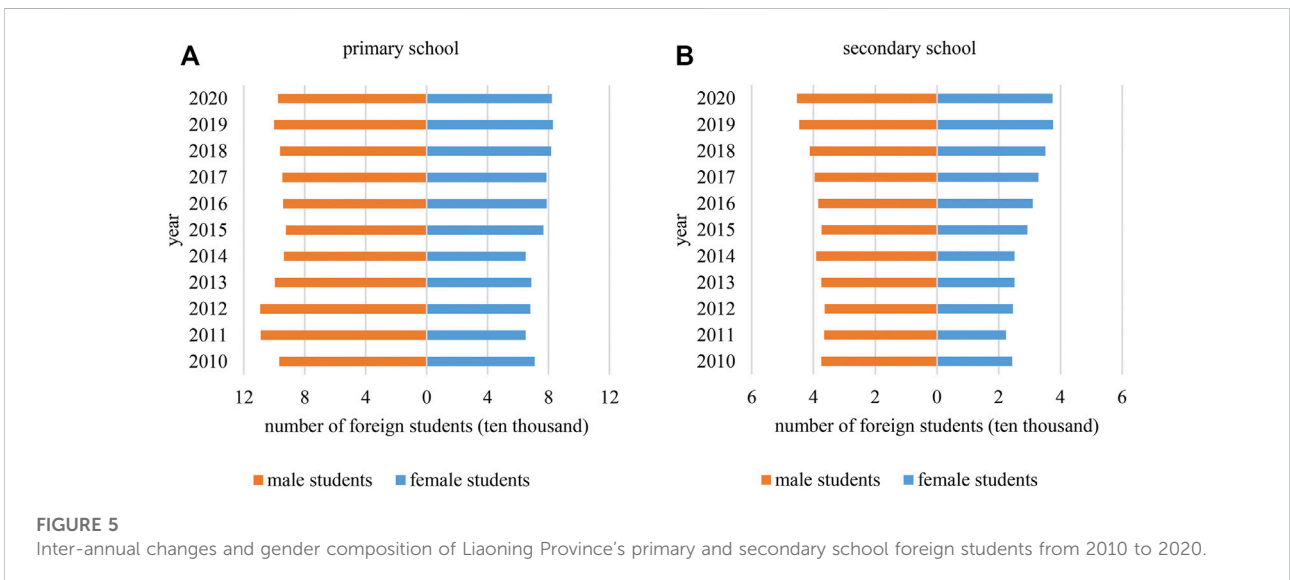 A
primary school
year
2020
2019
2018
2017
2016
2015
2014
2013
2012
2011
2010
12 8 4 0 4 8 12
number of foreign students (ten thousand)
male students female students
B
secondary school
year
2020
2019
2018
2017
2016
2015
2014
2013
2012
2011
2010
6 4 2 0 2 4 6
number of foreign students (ten thousand)
male students female students
FIGURE 5
Inter-annual changes and gender composition of Liaoning Province’s primary and secondary school foreign students from 2010 to 2020.